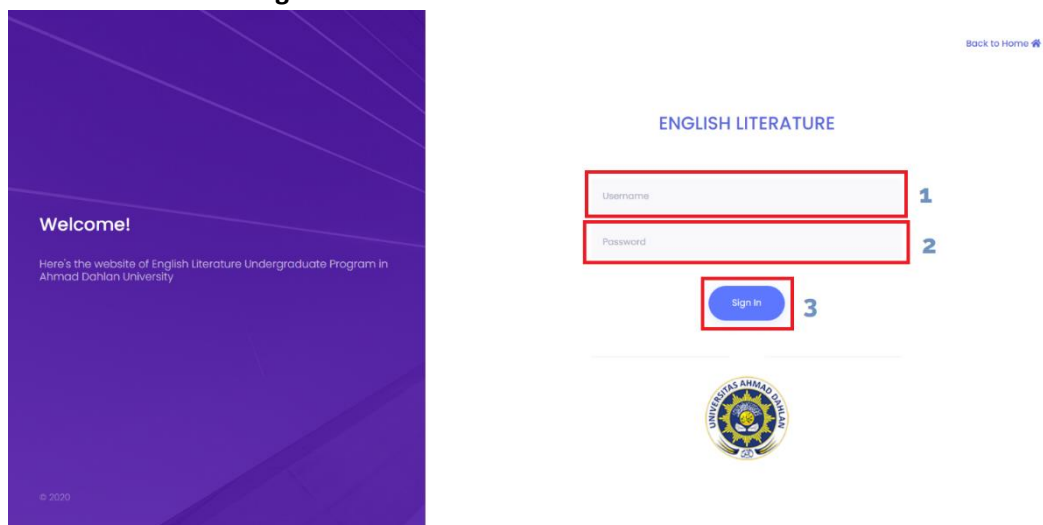 Back to Home
ENGLISH LITERATURE
Username
1
Welcome!
Password
2
Here's the website of English Literature Undergraduate Program in
Ahmad Dahlan University
Sign In
3
UNIVERSITAS AHMAD DAHLAN
© 2020